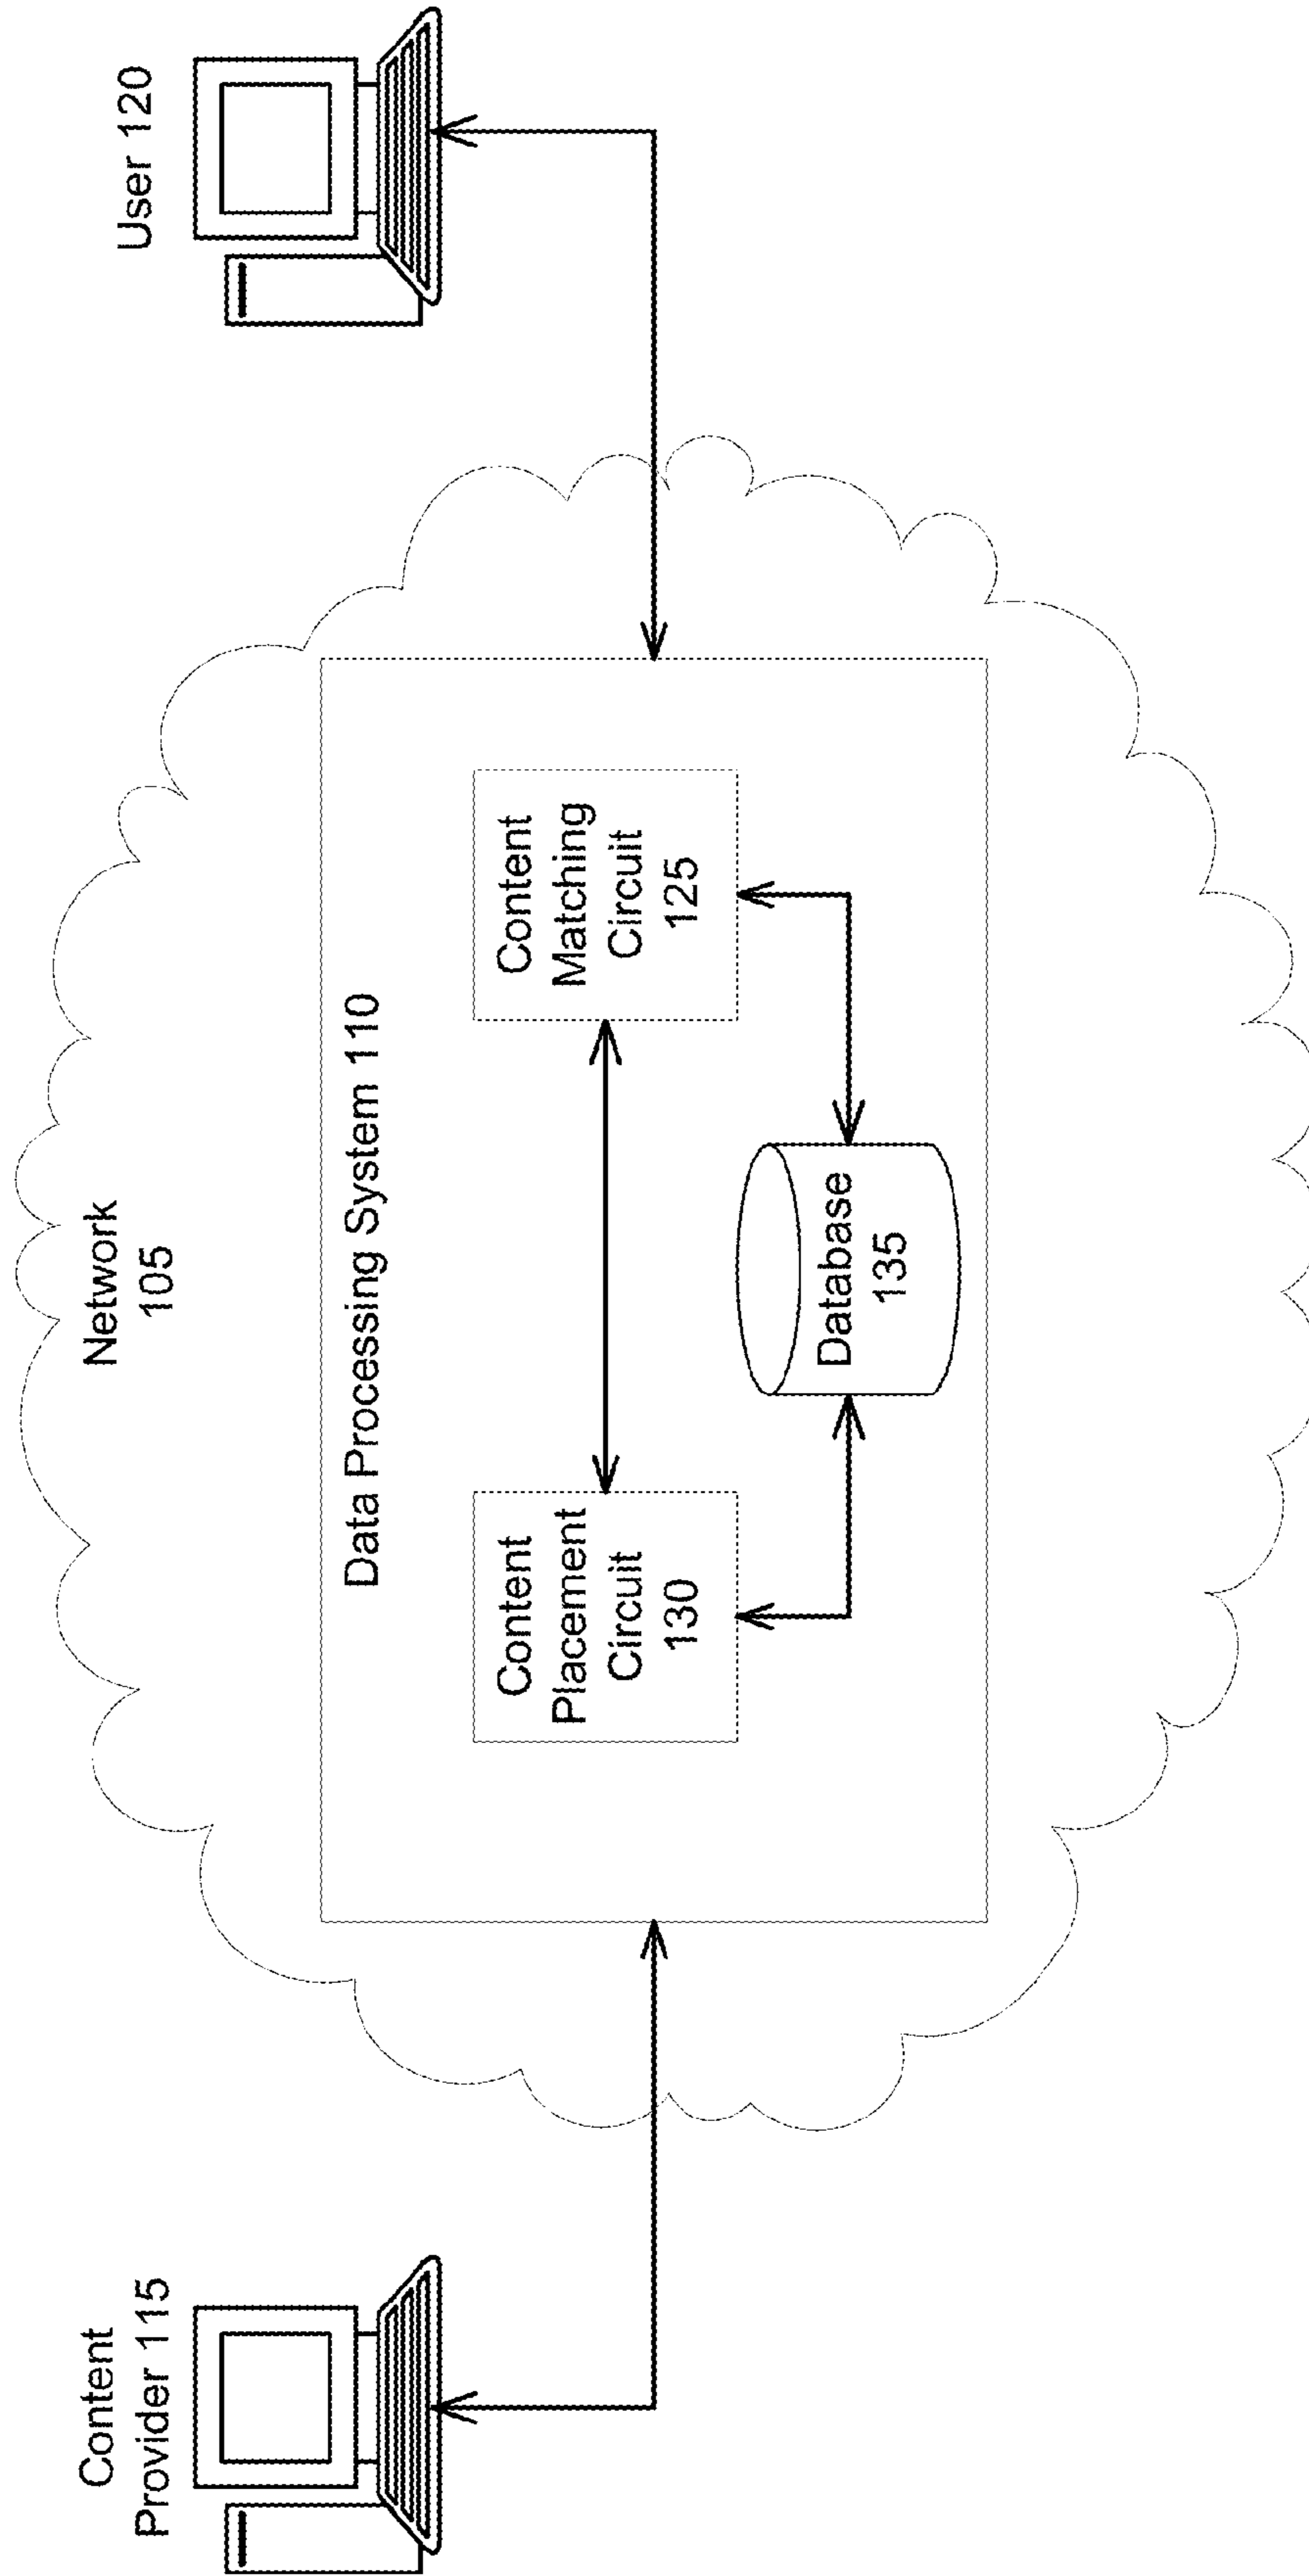 Content
Provider 115
Network
105
User 120
Data Processing System 110
Content
Placement
Circuit
130
Content
Matching
Circuit
125
Database
135